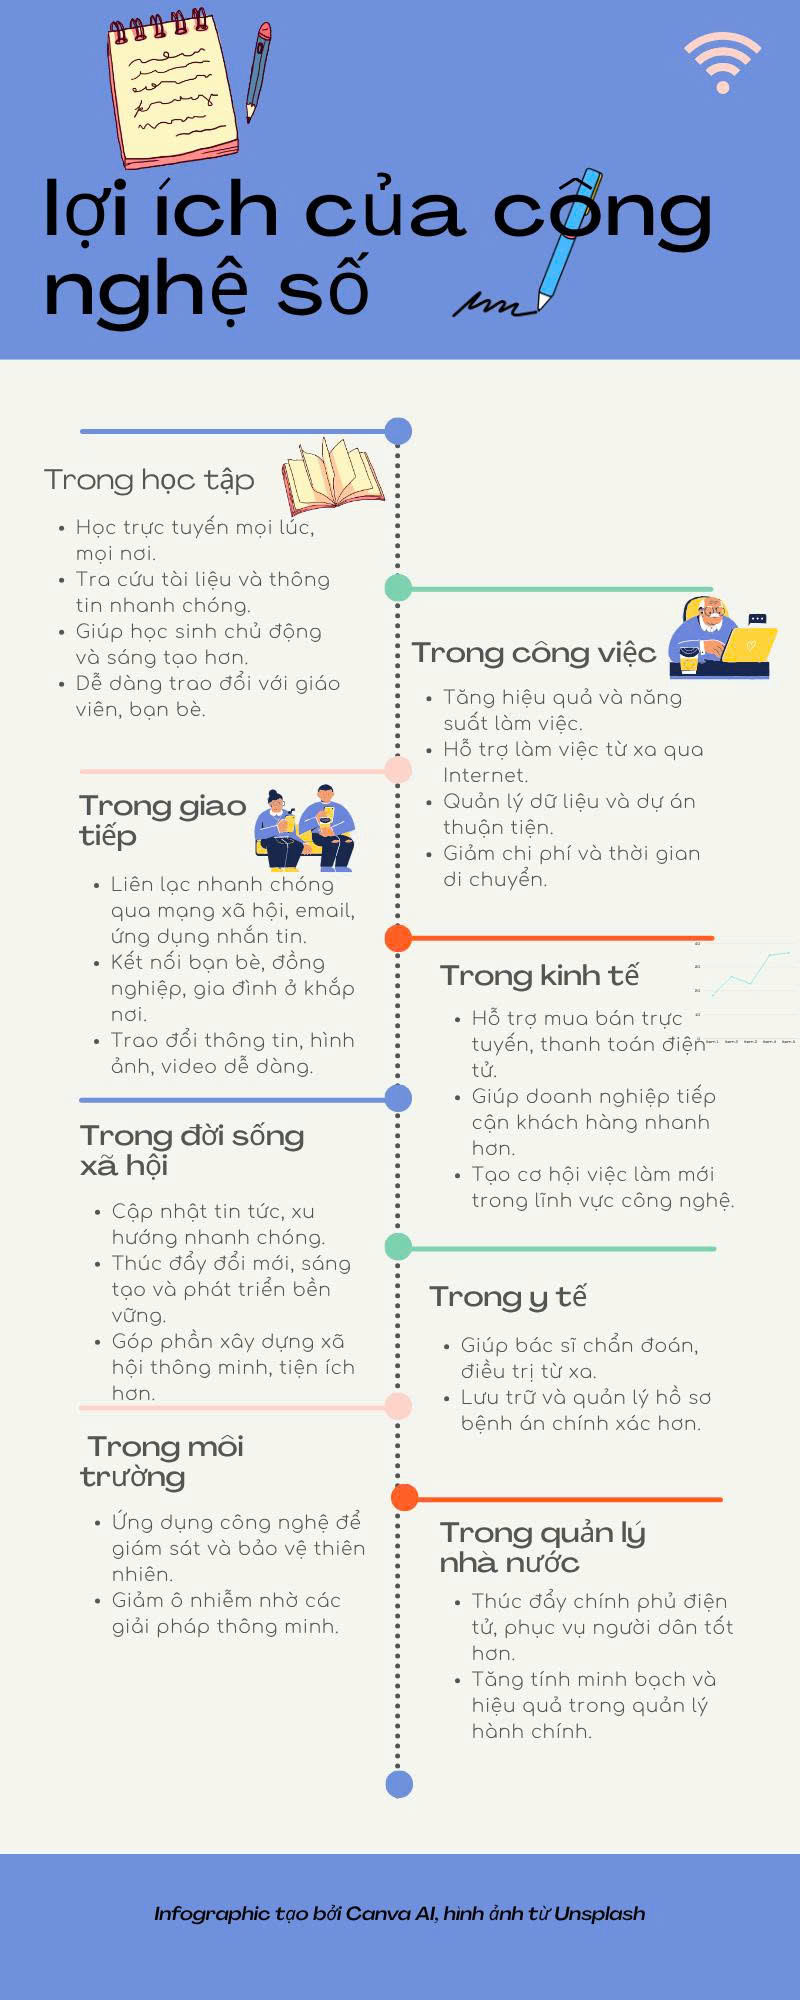 lợi ích của công
nghệ số
Trong học tập
• Học trực tuyến mọi lúc,
mọi nơi.
• Tra cứu tài liệu và thông
tin nhanh chóng.
• Giúp học sinh chủ động
và sáng tạo hơn.
• Dễ dàng trao đổi với giáo
viên, bạn bè.
Trong công việc
• Tăng hiệu quả và năng
suất làm việc.
• Hỗ trợ làm việc từ xa qua
Internet.
• Quản lý dữ liệu và dự án
thuận tiện.
• Giảm chi phí và thời gian
di chuyển.
Trong giao
tiếp
• Liên lạc nhanh chóng
qua mạng xã hội, email,
ứng dụng nhắn tin.
• Kết nối bạn bè, đồng
nghiệp, gia đình ở khắp
nơi.
• Trao đổi thông tin, hình
ảnh, video dễ dàng.
Trong kinh tế
• Hỗ trợ mua bán trực
tuyến, thanh toán điện
tử.
• Giúp doanh nghiệp tiếp
cận khách hàng nhanh
hơn.
• Tạo cơ hội việc làm mới
trong lĩnh vực công nghệ.
Trong đời sống
xã hội
• Cập nhật tin tức, xu
hướng nhanh chóng.
• Thúc đẩy đổi mới, sáng
tạo và phát triển bền
vững.
• Góp phần xây dựng xã
hội thông minh, tiện ích
hơn.
Trong y tế
• Giúp bác sĩ chẩn đoán,
điều trị từ xa.
• Lưu trữ và quản lý hồ sơ
bệnh án chính xác hơn.
Trong môi
trường
• Ứng dụng công nghệ để
giám sát và bảo vệ thiên
nhiên.
• Giảm ô nhiễm nhờ các
giải pháp thông minh.
Trong quản lý
nhà nước
• Thúc đẩy chính phủ điện
tử, phục vụ người dân tốt
hơn.
• Tăng tính minh bạch và
hiệu quả trong quản lý
hành chính.
Infographic tạo bởi Canva AI, hình ảnh từ Unsplash